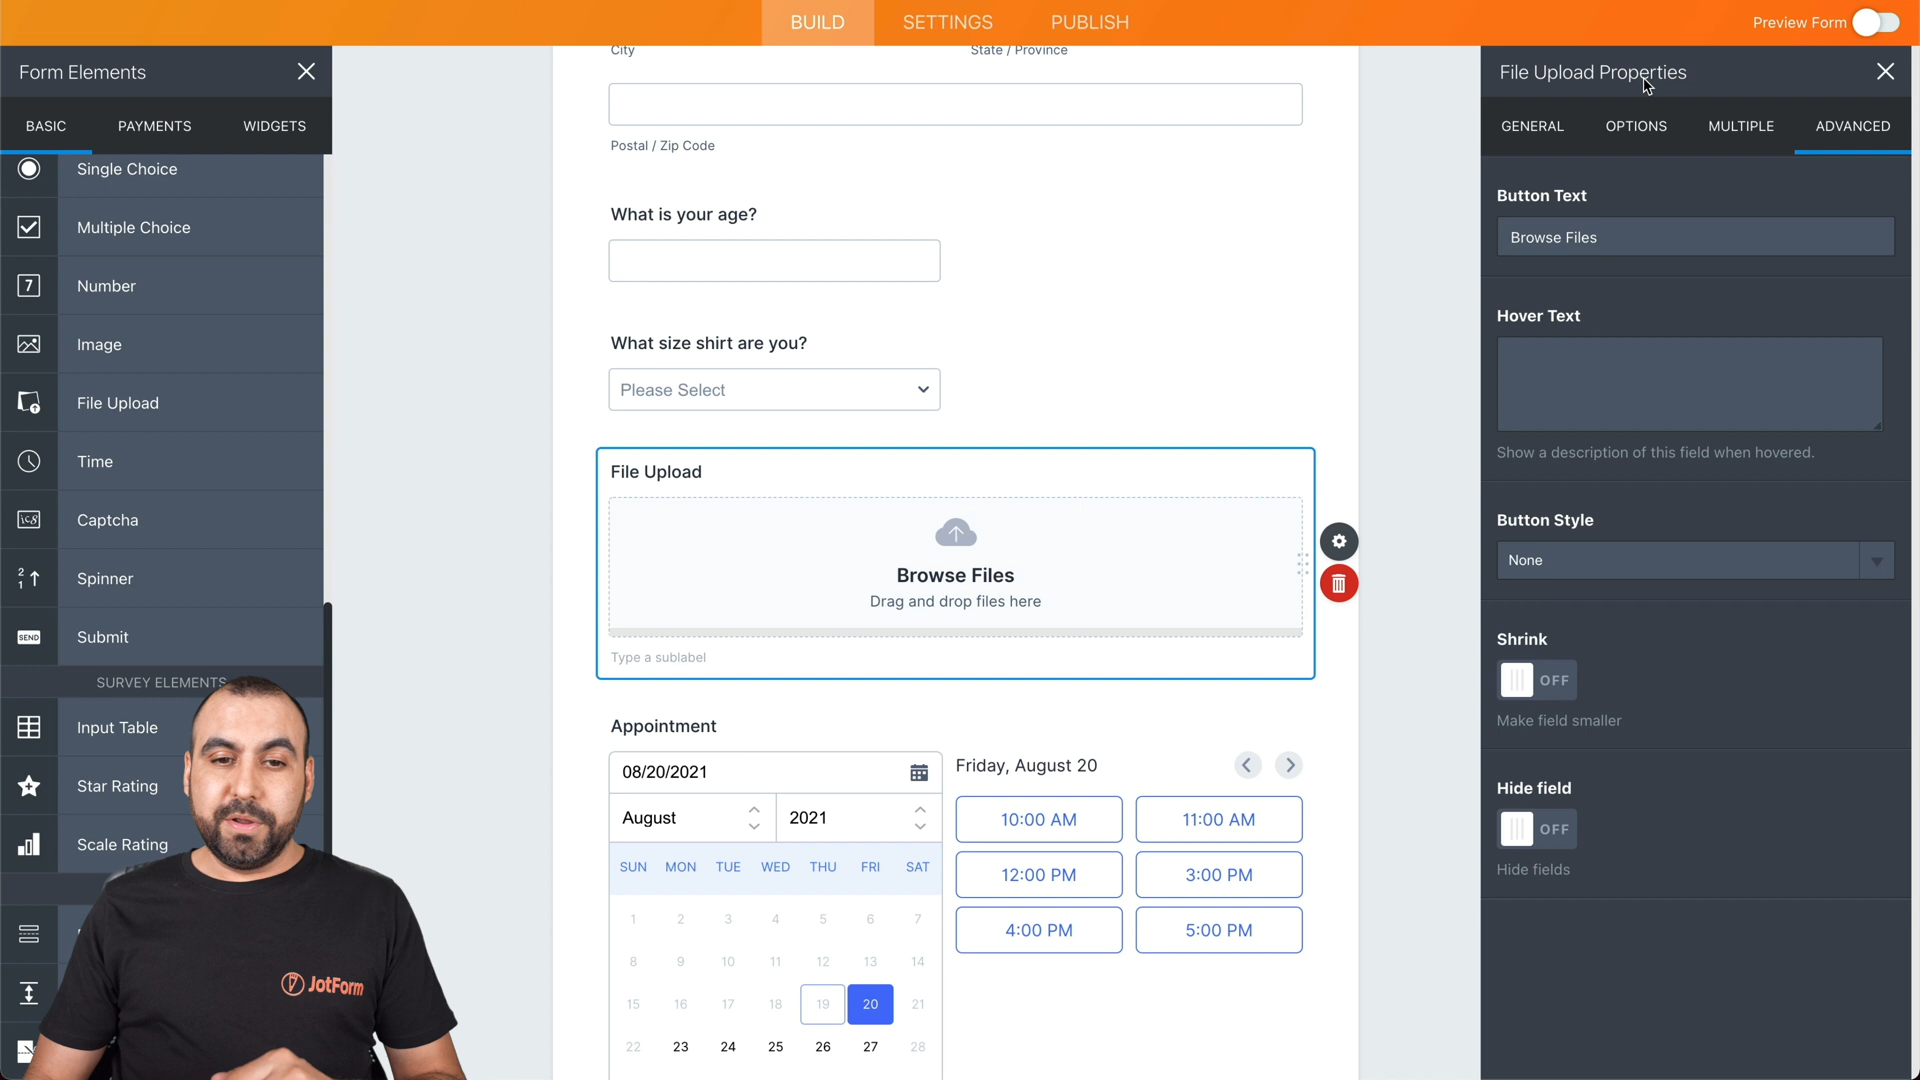 BUILD
SETTINGS
PUBLISH
Preview Form
Form Elements
BASIC
PAYMENTS
WIDGETS
Single Choice
Multiple Choice
7
Number
Image
File Upload
Time
Captcha
2
1
Spinner
SEND
Submit
SURVEY ELEMENTS
Input Table
Star Rating
Scale Rating
JotForm
City
State / Province
Postal / Zip Code
What is your age?
What size shirt are you?
Please Select
File Upload
Browse Files
Drag and drop files here
Type a sublabel
Appointment
08/20/2021
August
2021
SUN MON TUE WED THU FRI SAT
1 2 3 4 5 6 7
8 9 10 11 12 13 14
15 16 17 18 19 20 21
22 23 24 25 26 27 28
Friday, August 20
10:00 AM
11:00 AM
12:00 PM
3:00 PM
4:00 PM
5:00 PM
File Upload Properties
GENERAL
OPTIONS
MULTIPLE
ADVANCED
Button Text
Browse Files
Hover Text
Show a description of this field when hovered.
Button Style
None
Shrink
OFF
Make field smaller
Hide field
OFF
Hide fields